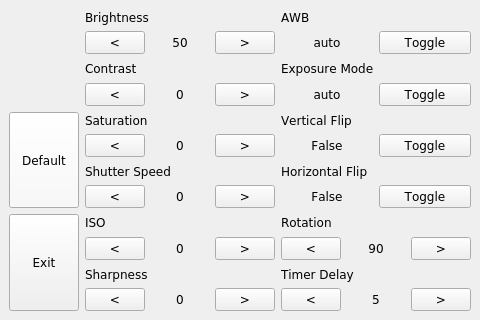 Brightness AWB
< 50 > auto Toggle
Contrast Exposure Mode
< 0 > auto Toggle
Saturation Vertical Flip
Default < 0 > False Toggle
Shutter Speed Horizontal Flip
< 0 > False Toggle
ISO Rotation
Exit < 0 > < 90 >
Sharpness Timer Delay
< 0 > < 5 >